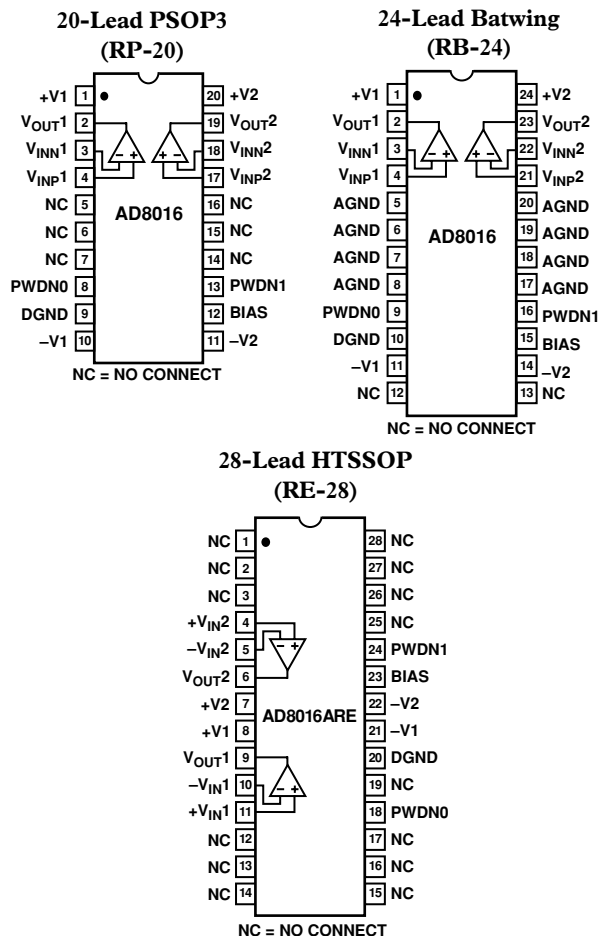 20-Lead PSOP3
(RP-20)
+V1 1 20 +V2
VOUT1 2 19 VOUT2
VINN1 3 – + + – 18 VINN2
VINP1 4 17 VINP2
NC 5 16 NC
AD8016
NC 6 15 NC
NC 7 14 NC
PWDN0 8 13 PWDN1
DGND 9 12 BIAS
–V1 10 11 –V2
NC = NO CONNECT
24-Lead Batwing
(RB-24)
+V1 1 24 +V2
VOUT1 2 23 VOUT2
VINN1 3 – + + – 22 VINN2
VINP1 4 21 VINP2
AGND 5 20 AGND
AGND 6 19 AGND
AD8016
AGND 7 18 AGND
AGND 8 17 AGND
PWDN0 9 16 PWDN1
DGND 10 15 BIAS
–V1 11 14 –V2
NC 12 13 NC
NC = NO CONNECT
28-Lead HTSSOP
(RE-28)
NC 1 28 NC
NC 2 27 NC
NC 3 26 NC
+VIN2 4 25 NC
–VIN2 5 – + 24 PWDN1
VOUT2 6 23 BIAS
+V2 7 22 –V2
AD8016ARE
+V1 8 21 –V1
VOUT1 9 20 DGND
–VIN1 10 – + 19 NC
+VIN1 11 18 PWDN0
NC 12 17 NC
NC 13 16 NC
NC 14 15 NC
NC = NO CONNECT